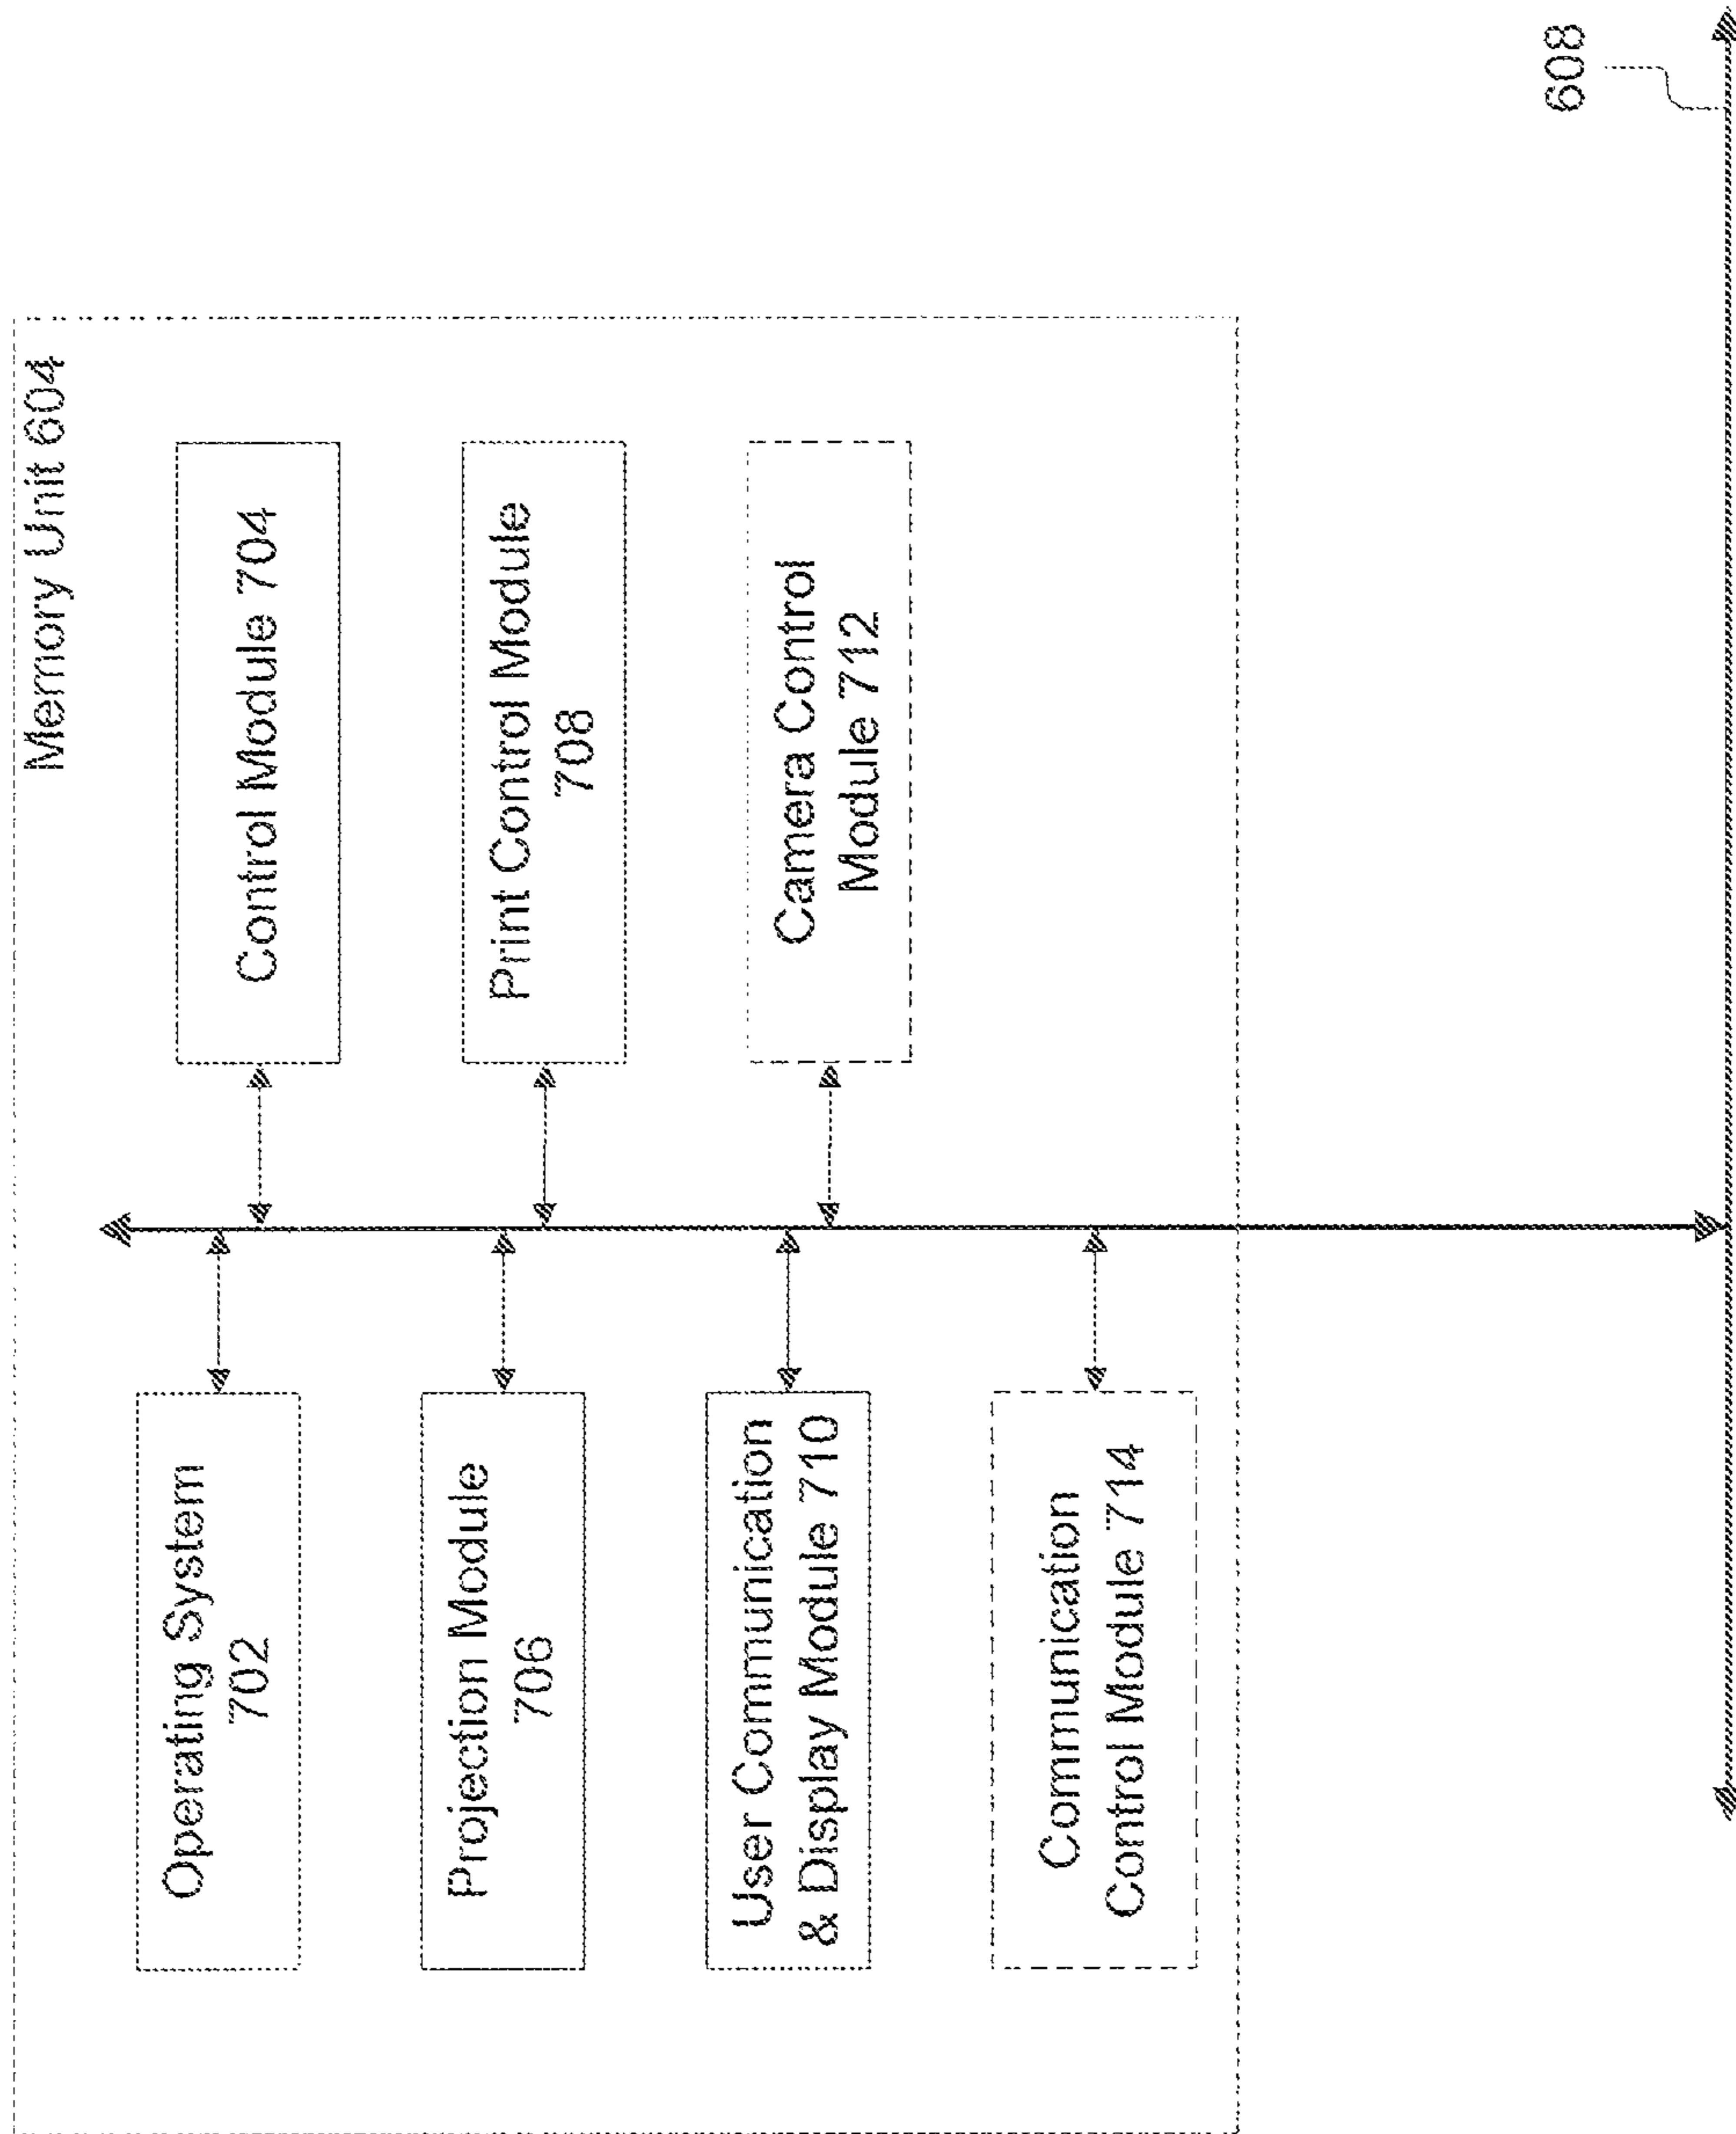 Memory Unit 604
Operating System
702
Control Module 704
Projection Module
706
Print Control Module
708
User Communication
& Display Module 710
Camera Control
Module 712
Communication
Control Module 714
608